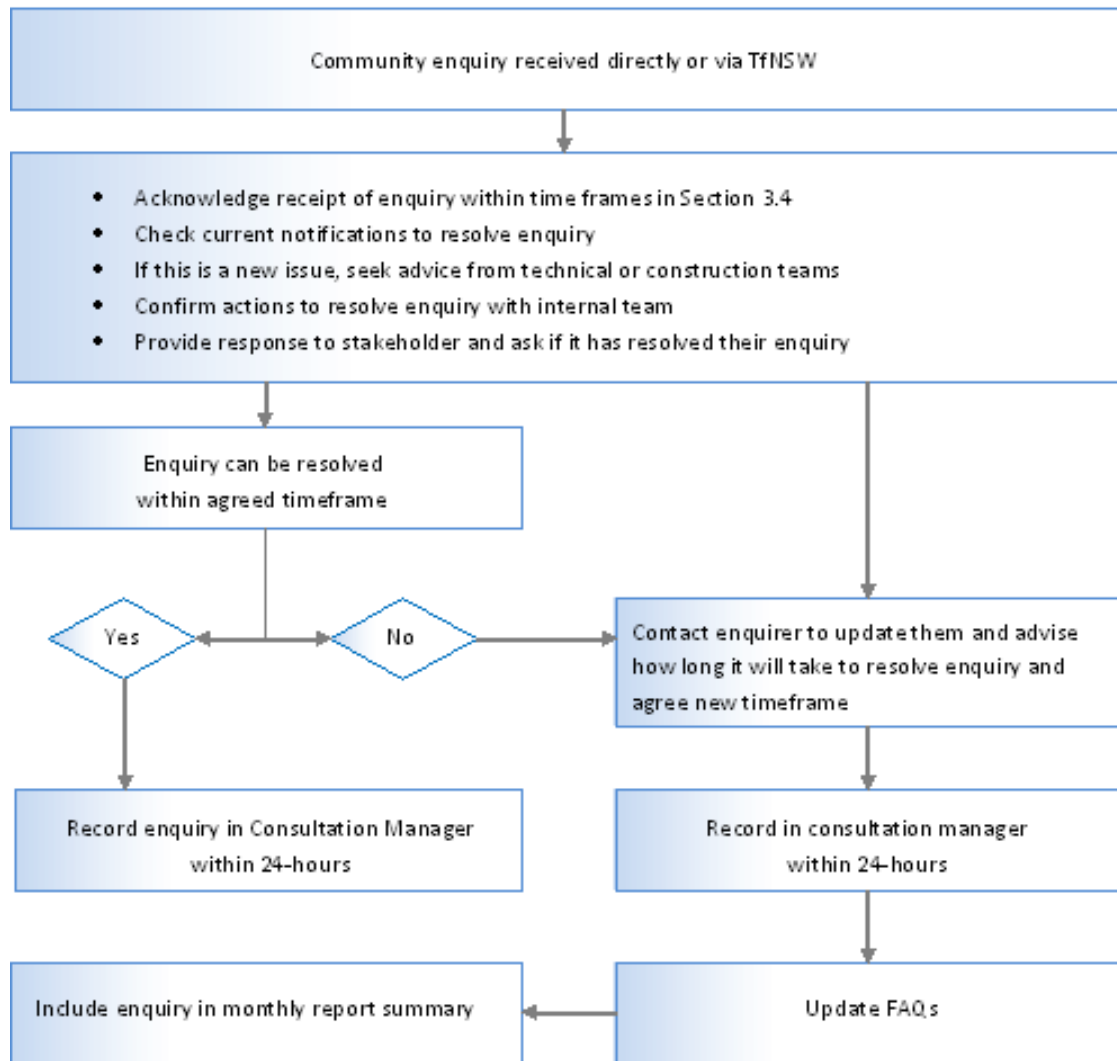 Community enquiry received directly or via TfNSW
• Acknowledge receipt of enquiry within time frames in Section 3.4
• Check current notifications to resolve enquiry
• If this is a new issue, seek advice from technical or construction teams
• Confirm actions to resolve enquiry with internal team
• Provide response to stakeholder and ask if it has resolved their enquiry
Enquiry can be resolved
within agreed timeframe
Yes
No
Contact enquirer to update them and advise
how long it will take to resolve enquiry and
agree new timeframe
Record enquiry in Consultation Manager
within 24-hours
Record in consultation manager
within 24-hours
Include enquiry in monthly report summary
Update FAQs